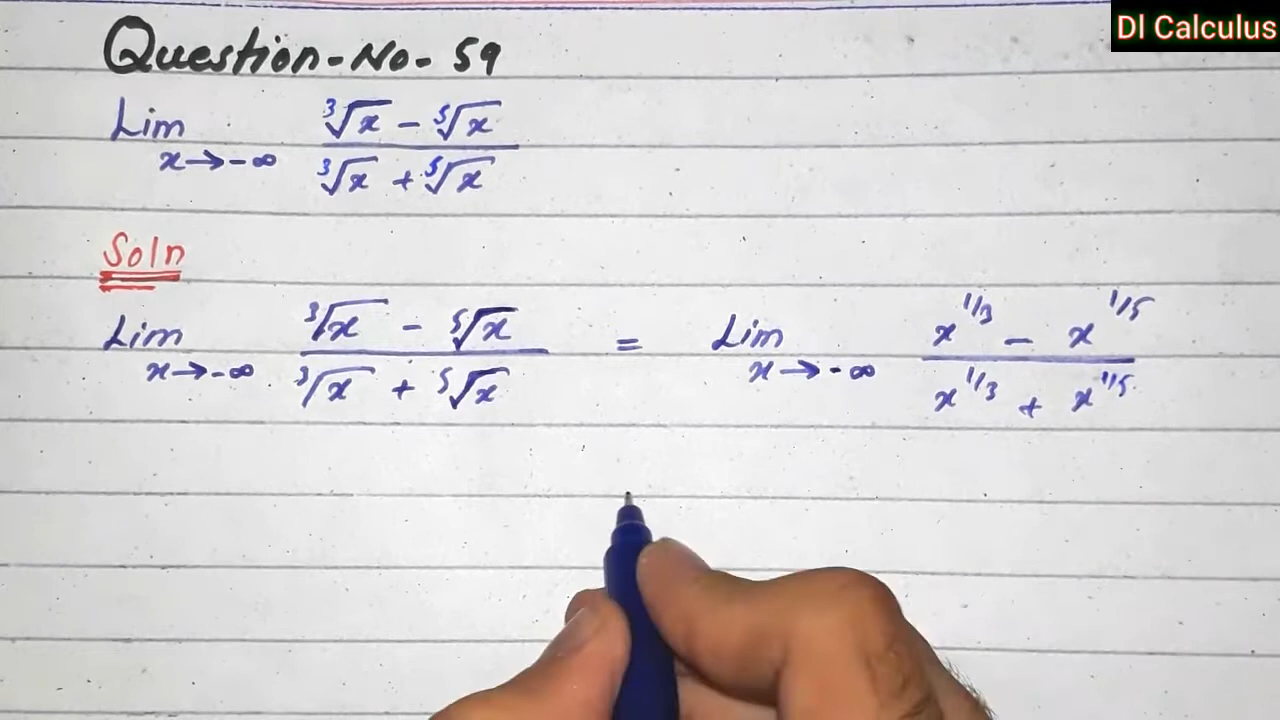 DI Calculus
Question-No- 59
Lim x→-∞ (∛x - ⁵√x) / (∛x + ⁵√x)
Soln
Lim x→-∞ (∛x - ⁵√x) / (∛x + ⁵√x) = Lim x→-∞ (x^1/3 - x^1/5) / (x^1/3 + x^1/5)